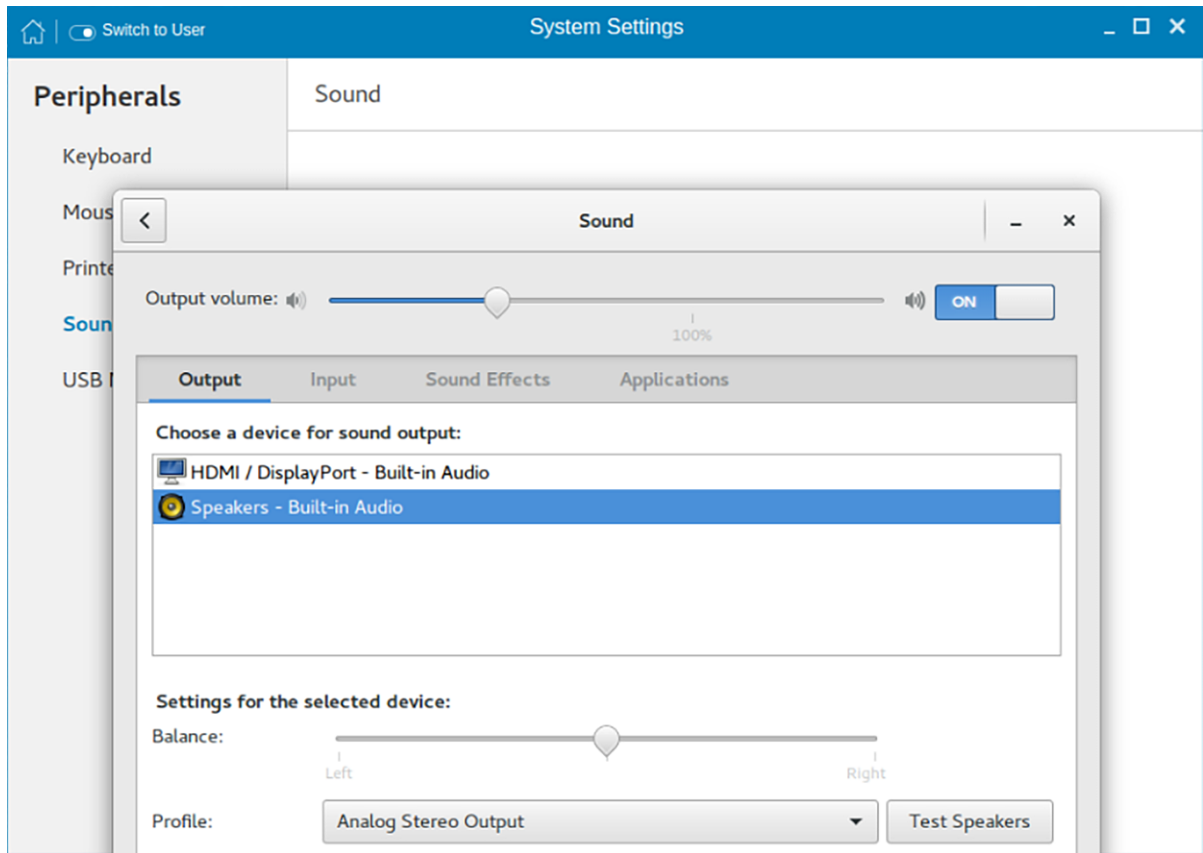 Switch to User
System Settings
Peripherals
Sound
Keyboard
Mous
Sound
Printe
Output volume:
ON
Soun
100%
USB
Output Input Sound Effects Applications
Choose a device for sound output:
HDMI / DisplayPort - Built-in Audio
Speakers - Built-in Audio
Settings for the selected device:
Balance:
Left Right
Profile: Analog Stereo Output Test Speakers